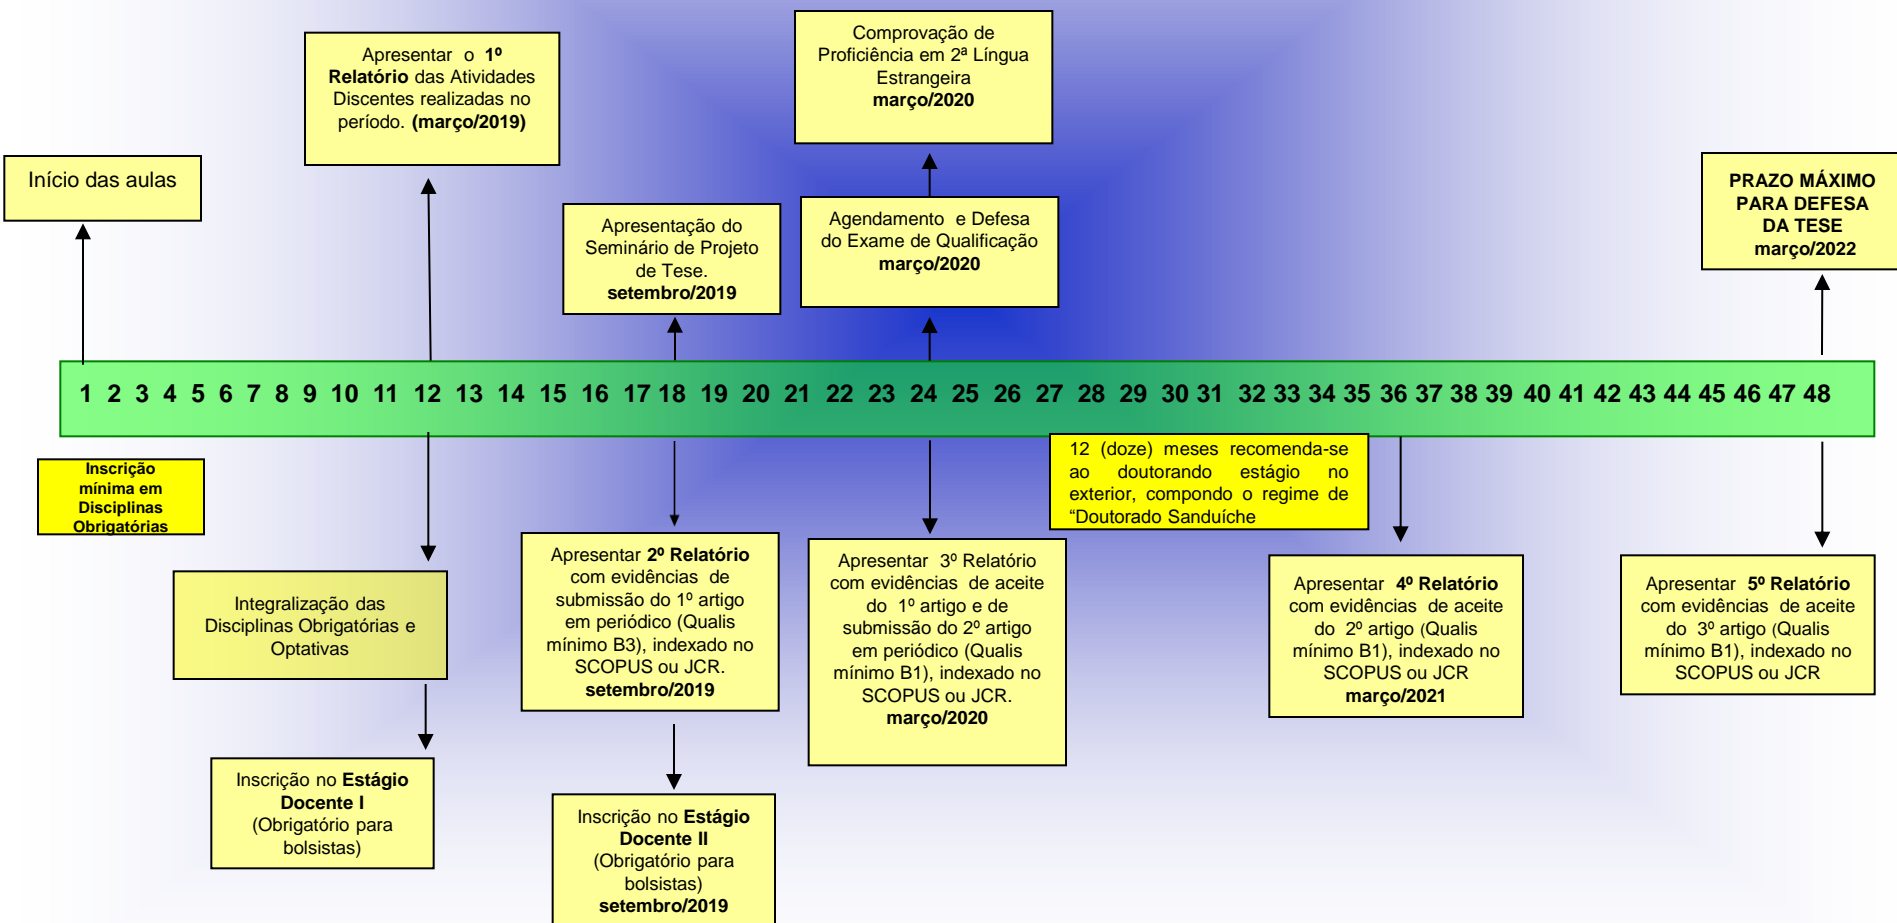 Apresentar o 1º
Relatório das Atividades
Discentes realizadas no
período. (março/2019)
Comprovação de
Proficiência em 2ª Língua
Estrangeira
março/2020
Início das aulas
Apresentação do
Seminário de Projeto
de Tese.
setembro/2019
Agendamento e Defesa
do Exame de Qualificação
março/2020
PRAZO MÁXIMO
PARA DEFESA
DA TESE
março/2022
1 2 3 4 5 6 7 8 9 10 11 12 13 14 15 16 17 18 19 20 21 22 23 24 25 26 27 28 29 30 31 32 33 34 35 36 37 38 39 40 41 42 43 44 45 46 47 48
Inscrição
mínima em
Disciplinas
Obrigatórias
12 (doze) meses recomenda-se
ao doutorando estágio no
exterior, compondo o regime de
“Doutorado Sanduíche
Integralização das
Disciplinas Obrigatórias e
Optativas
Apresentar 2º Relatório
com evidências de
submissão do 1º artigo
em periódico (Qualis
mínimo B3), indexado no
SCOPUS ou JCR.
setembro/2019
Apresentar 3º Relatório
com evidências de aceite
do 1º artigo e de
submissão do 2º artigo
em periódico (Qualis
mínimo B1), indexado no
SCOPUS ou JCR.
março/2020
Apresentar 4º Relatório
com evidências de aceite
do 2º artigo (Qualis
mínimo B1), indexado no
SCOPUS ou JCR
março/2021
Apresentar 5º Relatório
com evidências de aceite
do 3º artigo (Qualis
mínimo B1), indexado no
SCOPUS ou JCR
Inscrição no Estágio
Docente I
(Obrigatório para
bolsistas)
Inscrição no Estágio
Docente II
(Obrigatório para
bolsistas)
setembro/2019